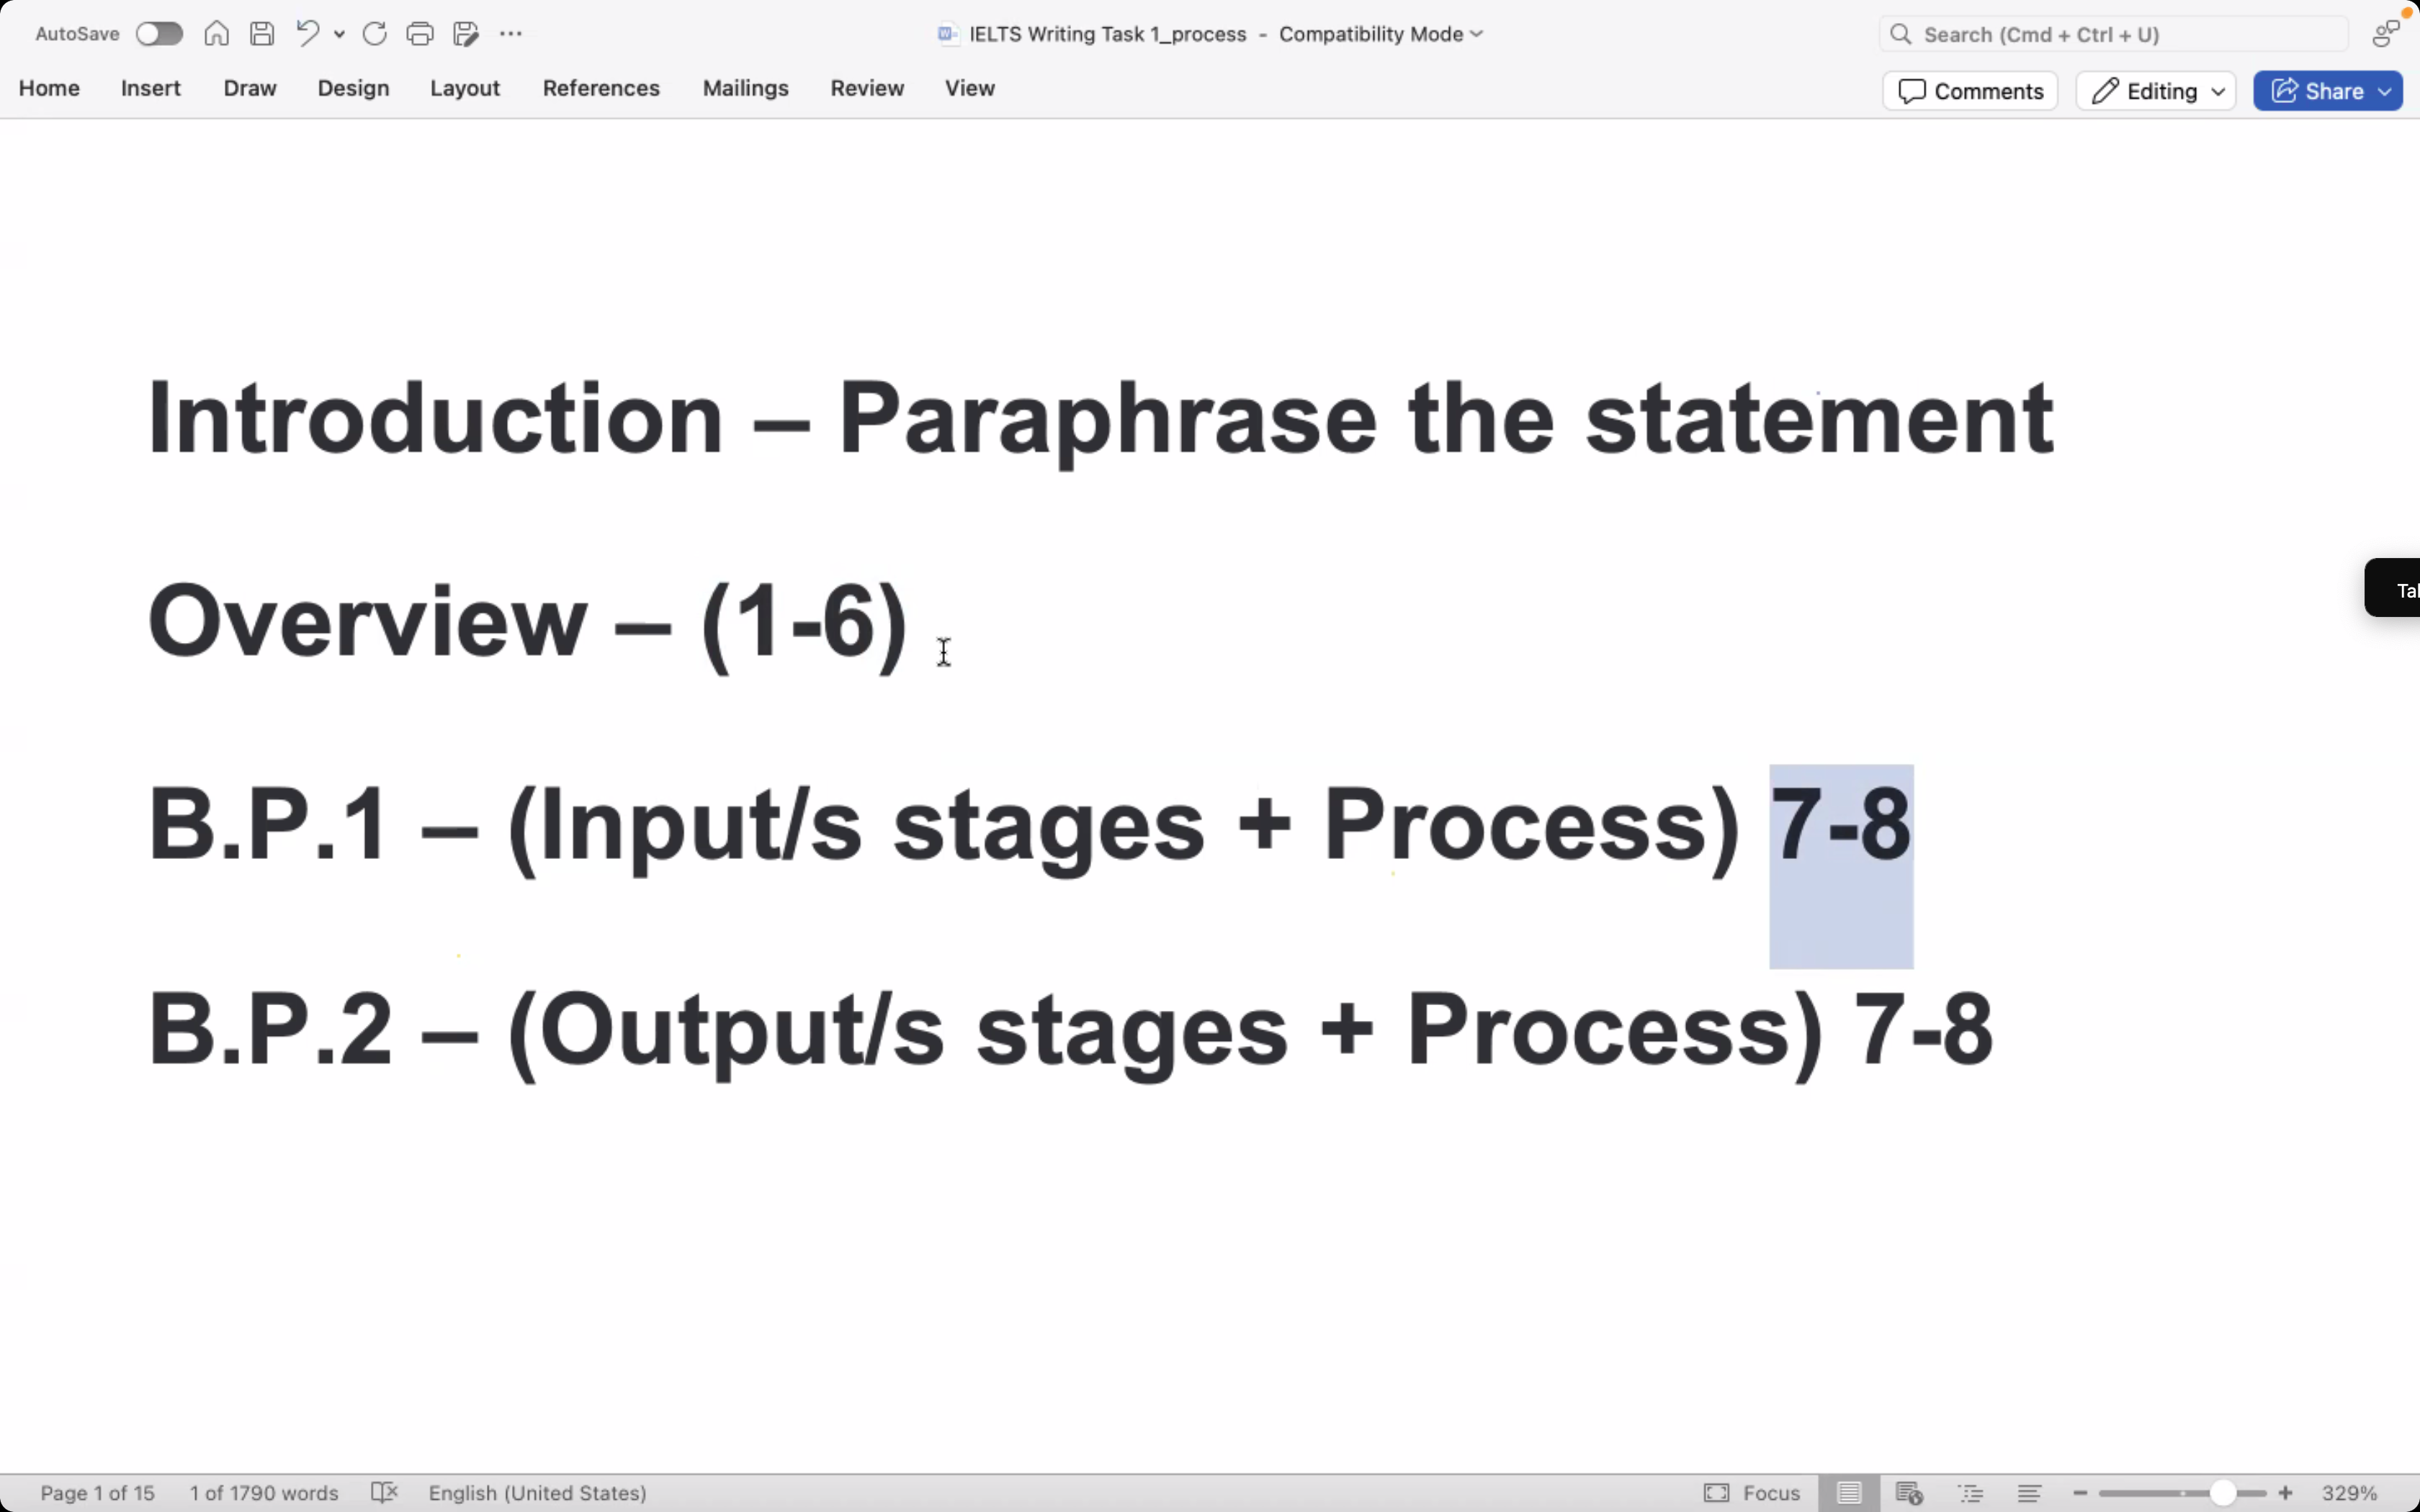 AutoSave
IELTS Writing Task 1_process - Compatibility Mode
Search (Cmd + Ctrl + U)
Home Insert Draw Design Layout References Mailings Review View
Comments Editing Share
Introduction – Paraphrase the statement
Overview – (1-6)
Tal
B.P.1 – (Input/s stages + Process) 7-8
B.P.2 – (Output/s stages + Process) 7-8
Page 1 of 15 1 of 1790 words English (United States) Focus 329%